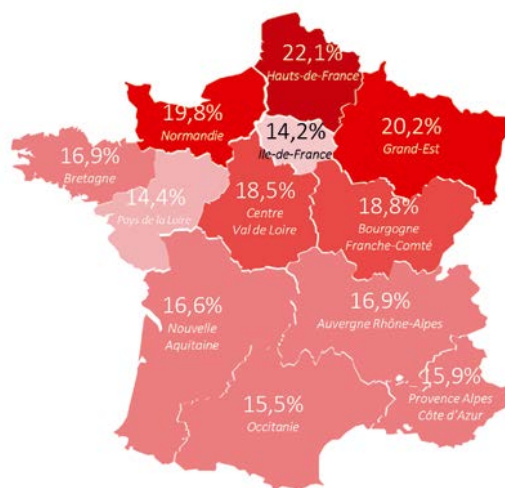 22,1%
Hauts-de-France
19,8%
Normandie
14,2%
Ile-de-France
20,2%
Grand-Est
16,9%
Bretagne
14,4%
Pays de la Loire
18,5%
Centre
Val de Loire
18,8%
Bourgogne
Franche-Comté
16,6%
Nouvelle
Aquitaine
16,9%
Auvergne Rhône-Alpes
15,9%
Provence Alpes
Côte d'Azur
15,5%
Occitanie